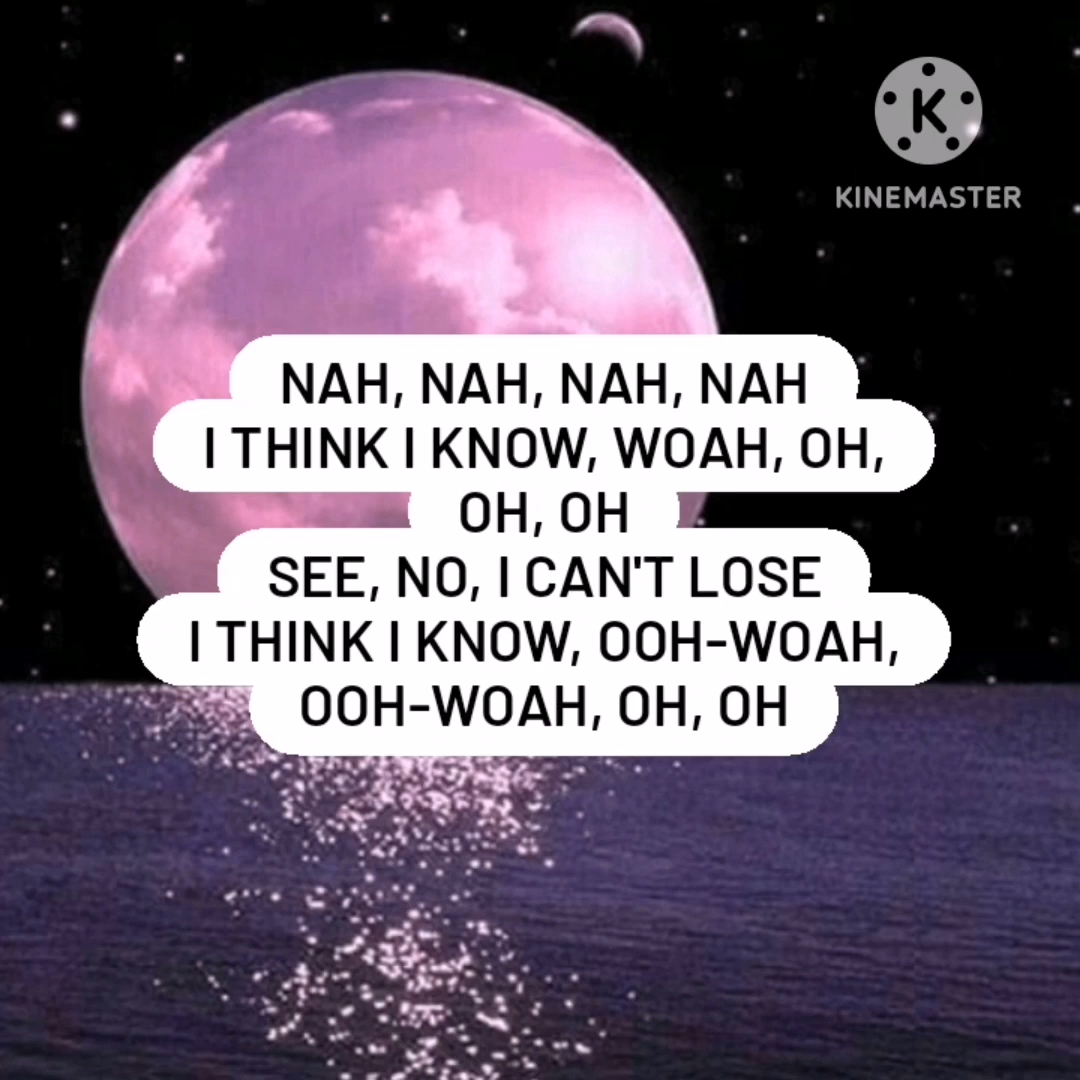 K
KINEMASTER
NAH, NAH, NAH, NAH
I THINK I KNOW, WOAH, OH,
OH, OH
SEE, NO, I CAN'T LOSE
I THINK I KNOW, OOH-WOAH,
OOH-WOAH, OH, OH